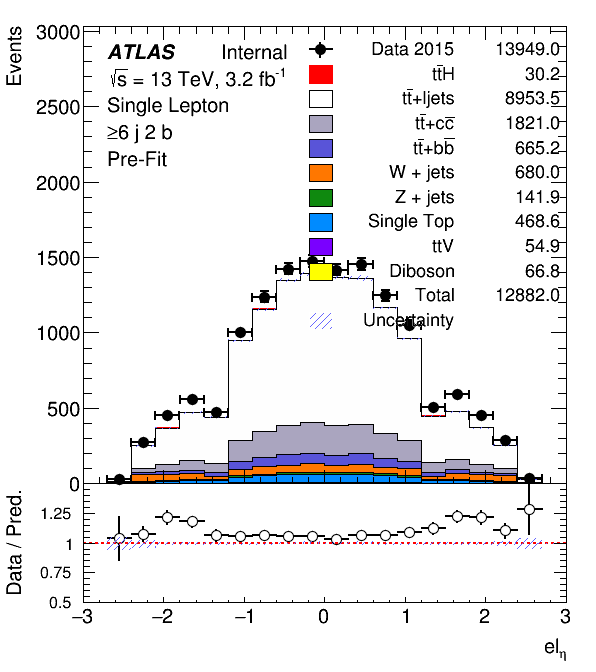 Events
3000
2500
2000
1500
1000
500
0
ATLAS Internal
√s = 13 TeV, 3.2 fb⁻¹
Single Lepton
≥6 j 2 b
Pre-Fit
Data 2015 13949.0
tt̄H 30.2
tt̄+ljets 8953.5
tt̄+cc̄ 1821.0
tt̄+bb̄ 665.2
W + jets 680.0
Z + jets 141.9
Single Top 468.6
ttV 54.9
Diboson 66.8
Total 12882.0
Uncertainty
Data / Pred.
1.25
1
0.75
0.5
−3 −2 −1 0 1 2 3
el_η